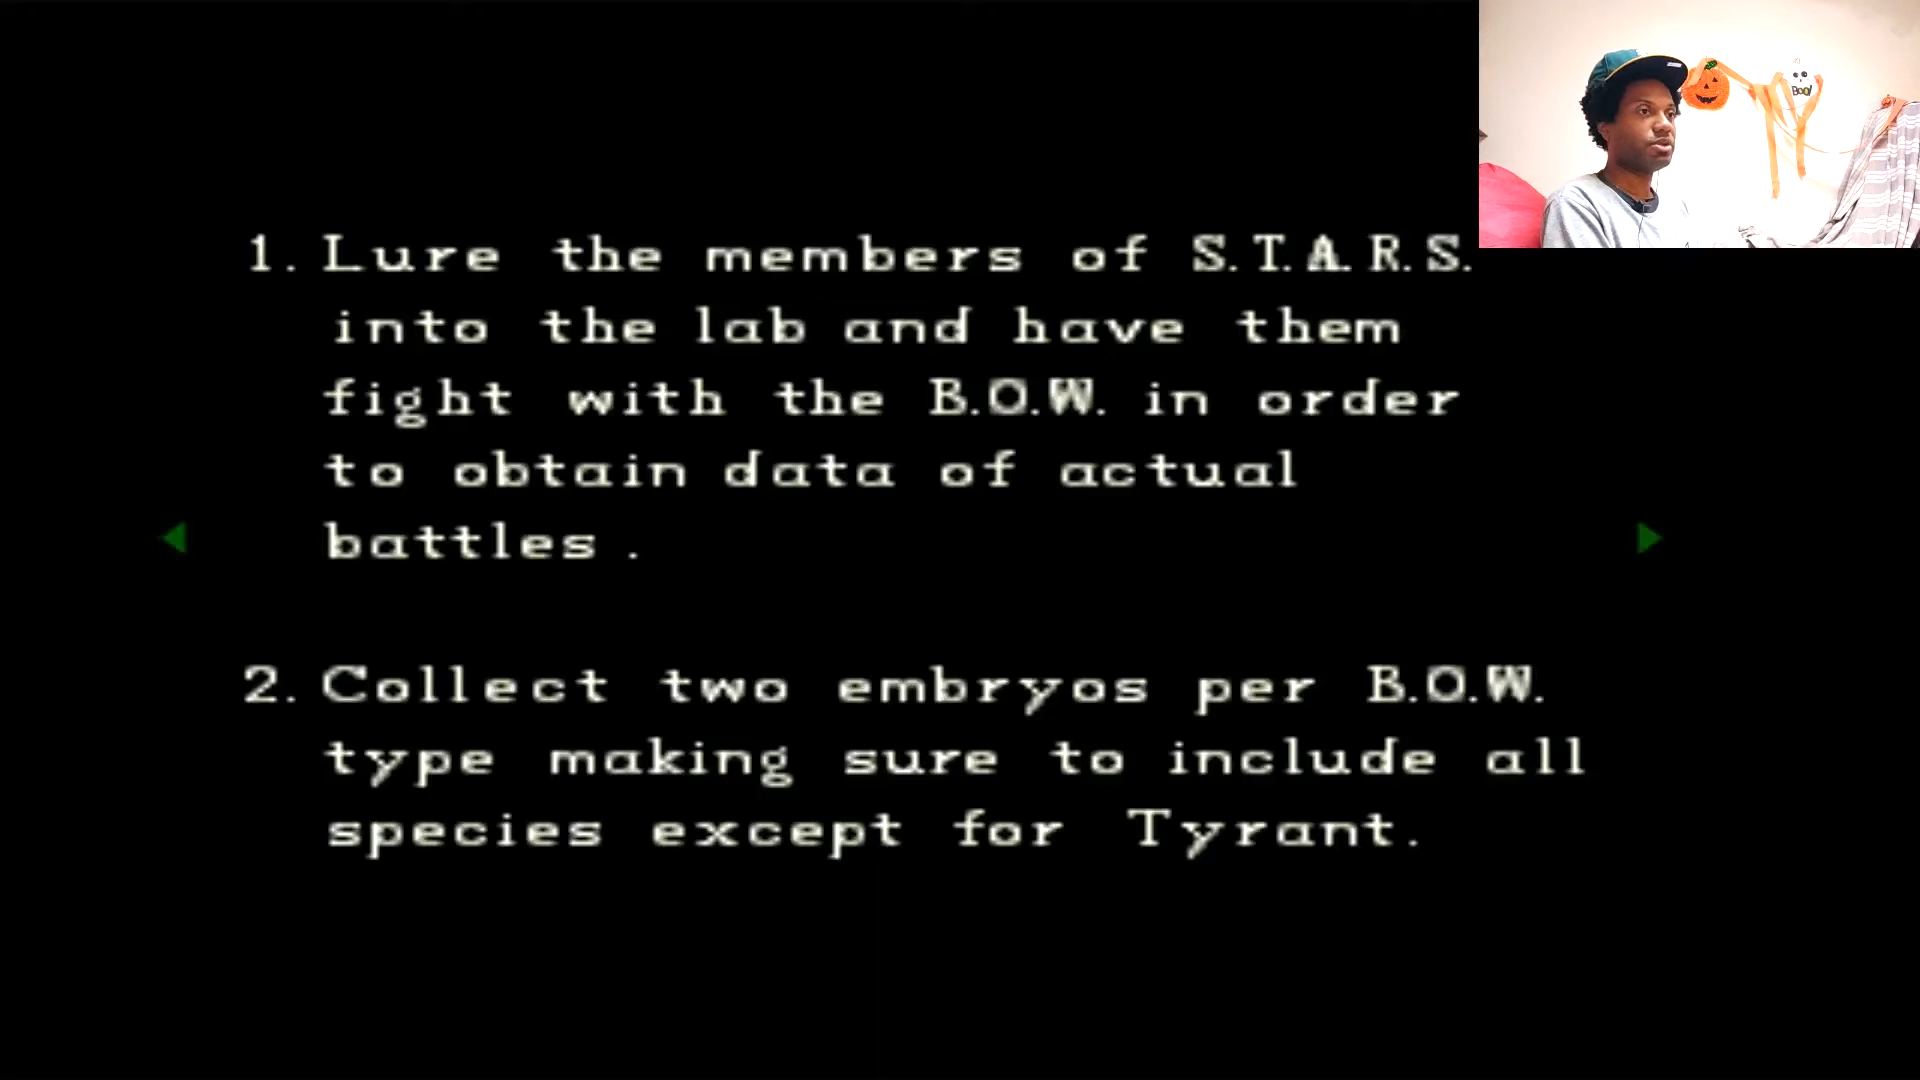 1. Lure the members of S.T.A.R.S.
into the lab and have them
fight with the B.O.W. in order
to obtain data of actual
battles.
2. Collect two embryos per B.O.W.
type making sure to include all
species except for Tyrant.
Boo!